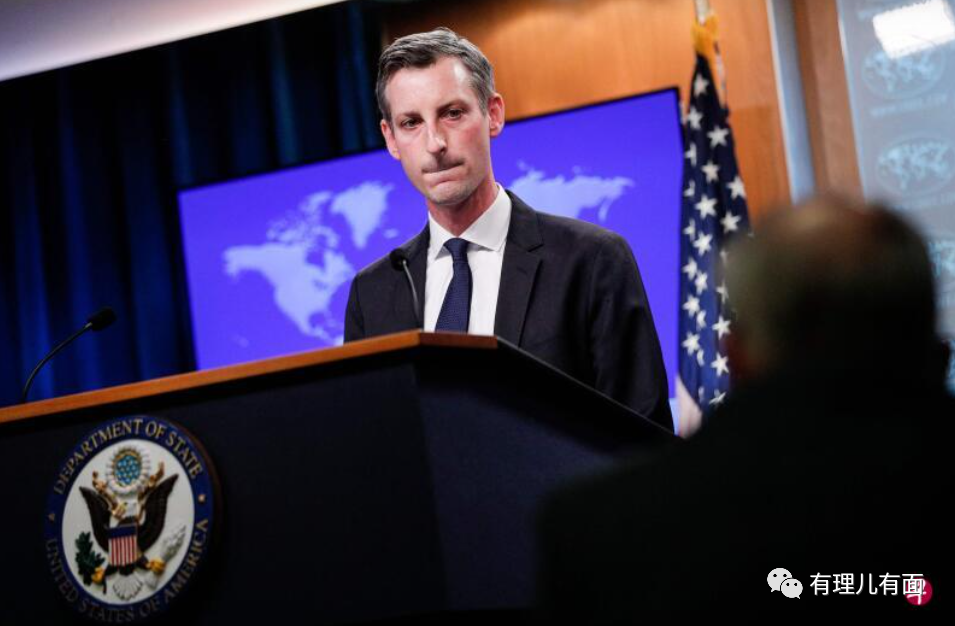 DEPARTMENT OF STATE
UNITED STATES OF AMERICA
有理儿有面